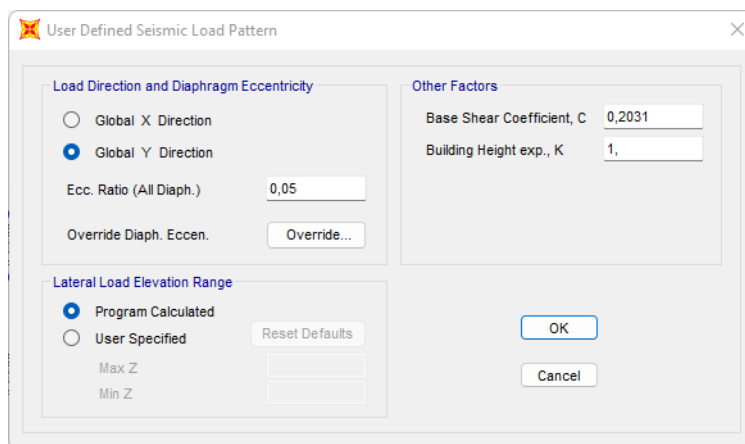 User Defined Seismic Load Pattern
Load Direction and Diaphragm Eccentricity
Global X Direction
Global Y Direction
Ecc. Ratio (All Diaph.) 0,05
Override Diaph. Eccen. Override...
Other Factors
Base Shear Coefficient, C 0,2031
Building Height exp., K 1,
Lateral Load Elevation Range
Program Calculated
User Specified Reset Defaults
Max Z
Min Z
OK
Cancel